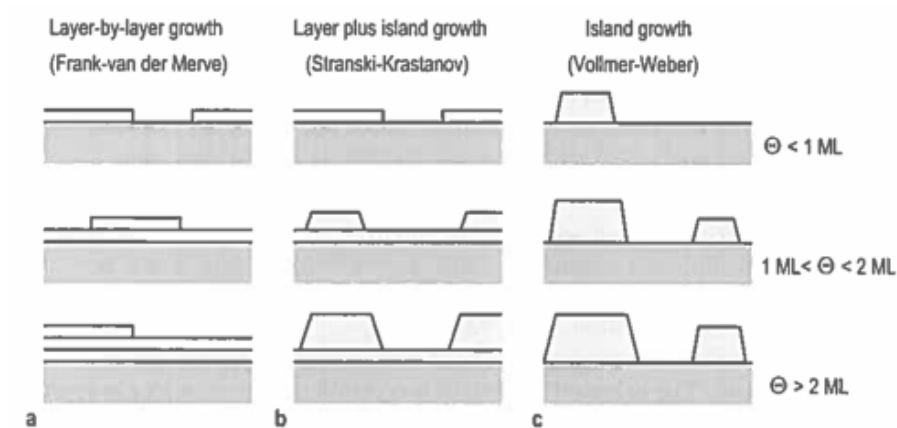 Layer-by-layer growth
(Frank-van der Merve)
Layer plus island growth
(Stranski-Krastanov)
Island growth
(Vollmer-Weber)
Θ < 1 ML
1 ML< Θ < 2 ML
Θ > 2 ML
a
b
c